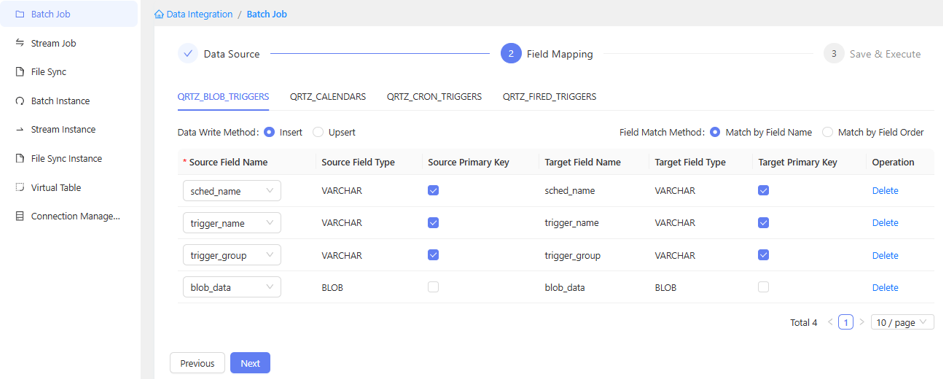 Batch Job
Stream Job
File Sync
Batch Instance
Stream Instance
File Sync Instance
Virtual Table
Connection Manage...
Data Integration / Batch Job
Data Source
2 Field Mapping
3 Save & Execute
QRTZ_BLOB_TRIGGERS QRTZ_CALENDARS QRTZ_CRON_TRIGGERS QRTZ_FIRED_TRIGGERS
Data Write Method: Insert Upsert Field Match Method: Match by Field Name Match by Field Order
* Source Field Name Source Field Type Source Primary Key Target Field Name Target Field Type Target Primary Key Operation
sched_name VARCHAR sched_name VARCHAR Delete
trigger_name VARCHAR trigger_name VARCHAR Delete
trigger_group VARCHAR trigger_group VARCHAR Delete
blob_data BLOB blob_data BLOB Delete
Total 4 < 1 > 10 / page
Previous Next